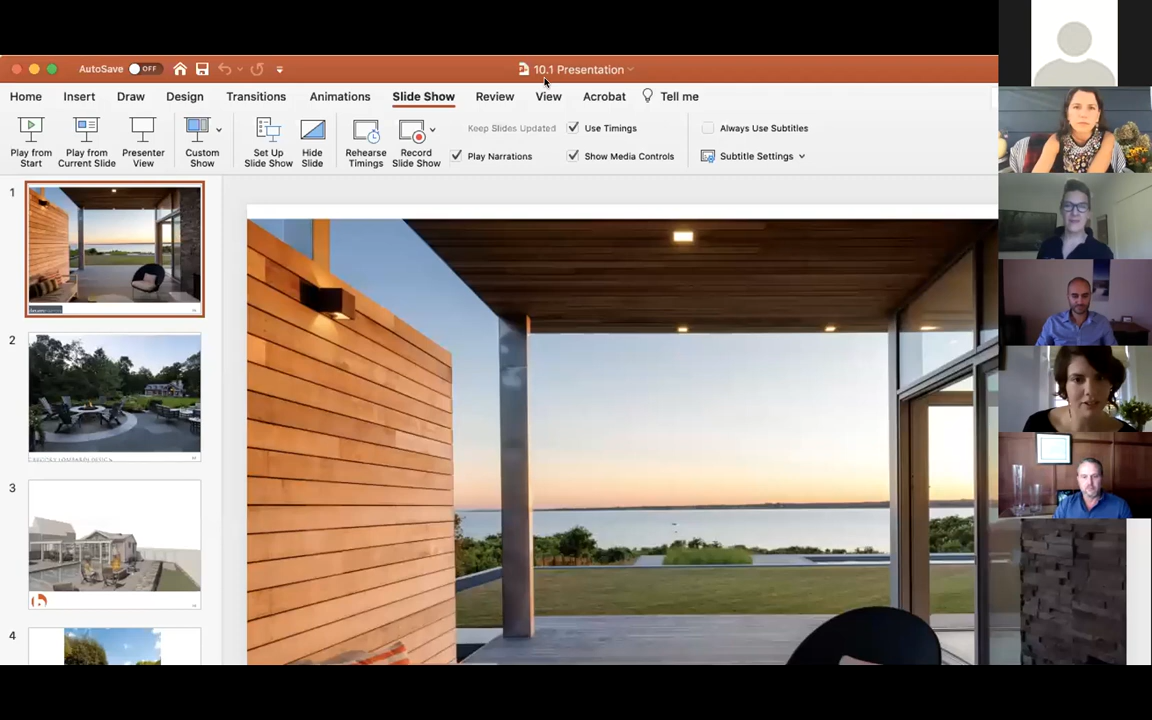 AutoSave OFF
10.1 Presentation
Home Insert Draw Design Transitions Animations Slide Show Review View Acrobat Tell me
Play from Start
Play from Current Slide
Presenter View
Custom Show
Set Up Slide Show
Hide Slide
Rehearse Timings
Record Slide Show
Keep Slides Updated
Use Timings
Play Narrations
Show Media Controls
Always Use Subtitles
Subtitle Settings
1
2
GREGORY LOMBARDI DESIGN
3
4